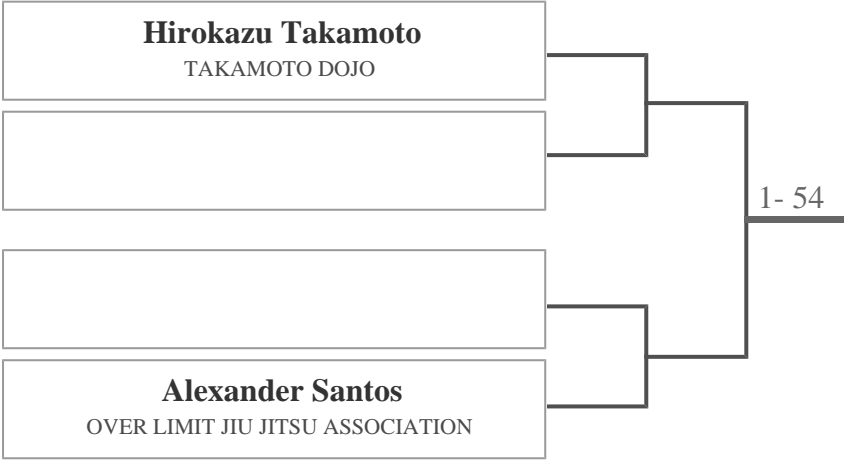 Hirokazu Takamoto
TAKAMOTO DOJO
1- 54
Alexander Santos
OVER LIMIT JIU JITSU ASSOCIATION